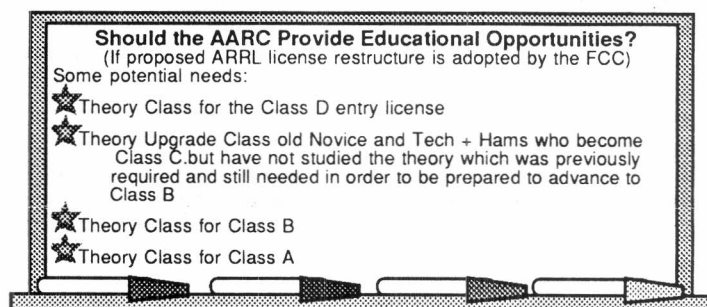 Should the AARC Provide Educational Opportunities?
(If proposed ARRL license restructure is adopted by the FCC)
Some potential needs:
Theory Class for the Class D entry license
Theory Upgrade Class old Novice and Tech + Hams who become
Class C.but have not studied the theory which was previously
required and still needed in order to be prepared to advance to
Class B
Theory Class for Class B
Theory Class for Class A